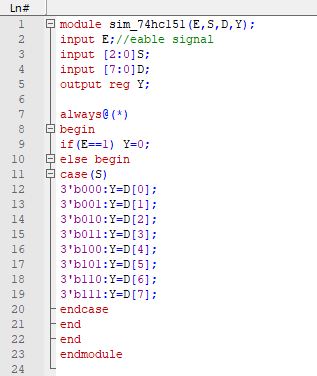 Ln#
1 module sim_74hc151(E,S,D,Y);
2 input E;//eable signal
3 input [2:0]S;
4 input [7:0]D;
5 output reg Y;
6
7 always@(*)
8 begin
9 if(E==1) Y=0;
10 else begin
11 case(S)
12 3'b000:Y=D[0];
13 3'b001:Y=D[1];
14 3'b010:Y=D[2];
15 3'b011:Y=D[3];
16 3'b100:Y=D[4];
17 3'b101:Y=D[5];
18 3'b110:Y=D[6];
19 3'b111:Y=D[7];
20 endcase
21 end
22 end
23 endmodule
24